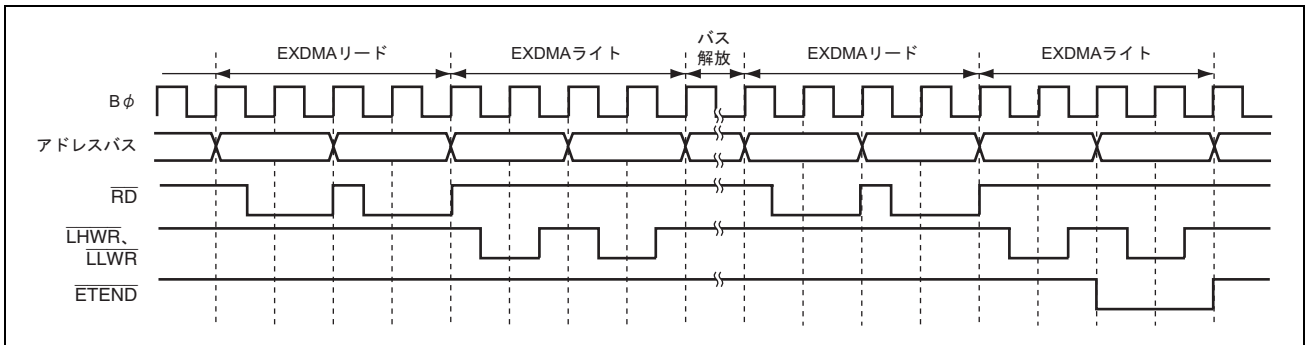 EXDMAリード
EXDMAライト
バス
解放
EXDMAリード
EXDMAライト
Bφ
アドレスバス
RD
LHWR、
LLWR
ETEND